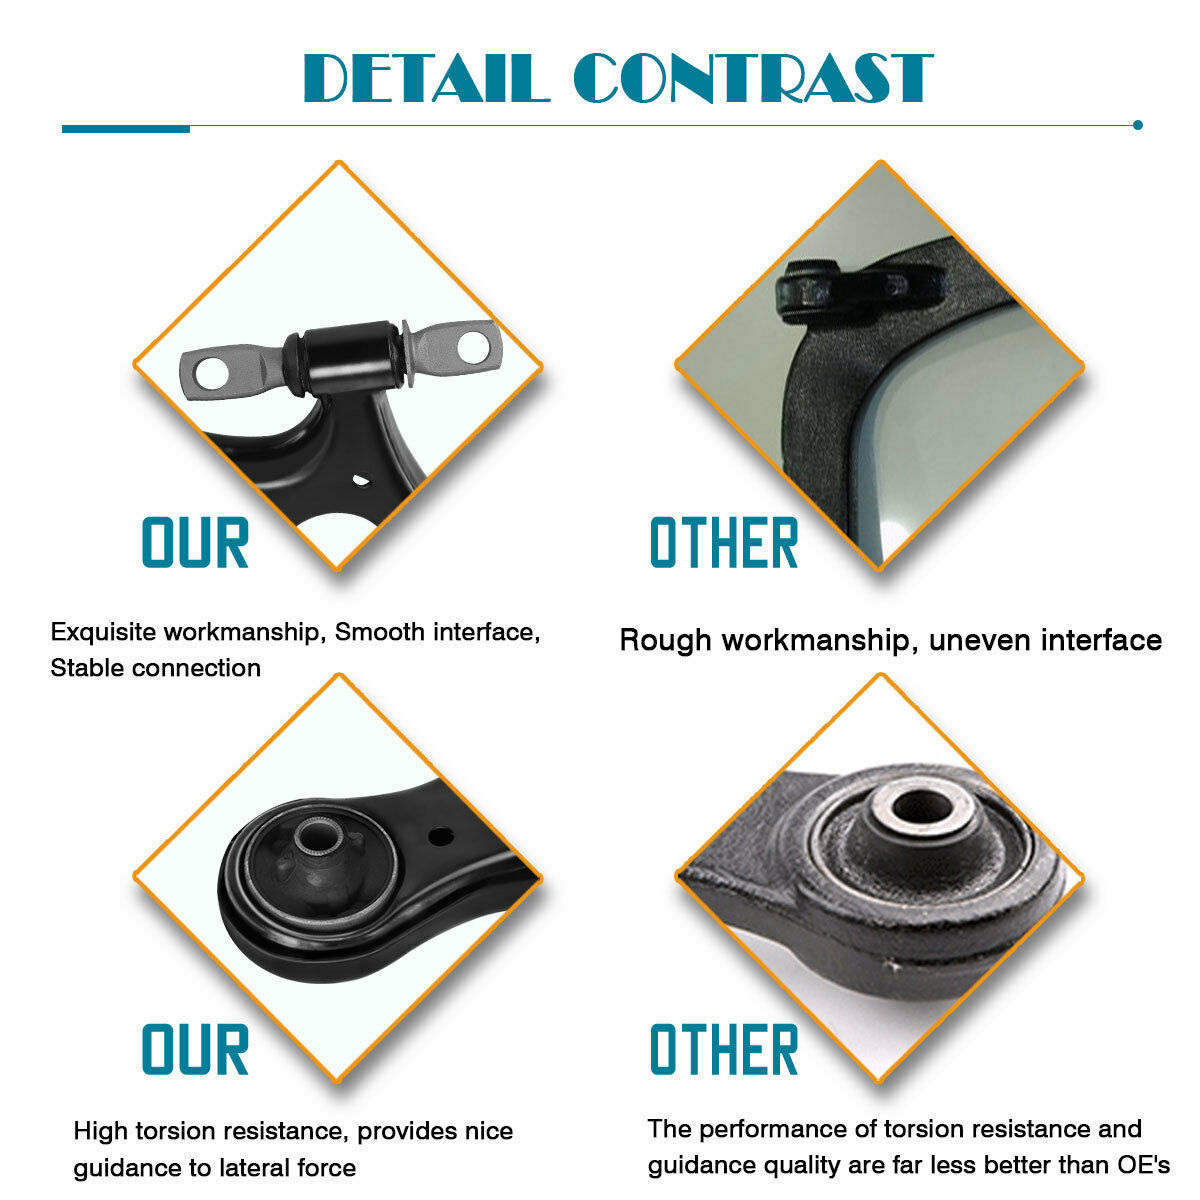 DETAIL CONTRAST
OUR
OTHER
Exquisite workmanship, Smooth interface,
Stable connection
Rough workmanship, uneven interface
OUR
OTHER
High torsion resistance, provides nice
guidance to lateral force
The performance of torsion resistance and
guidance quality are far less better than OE's